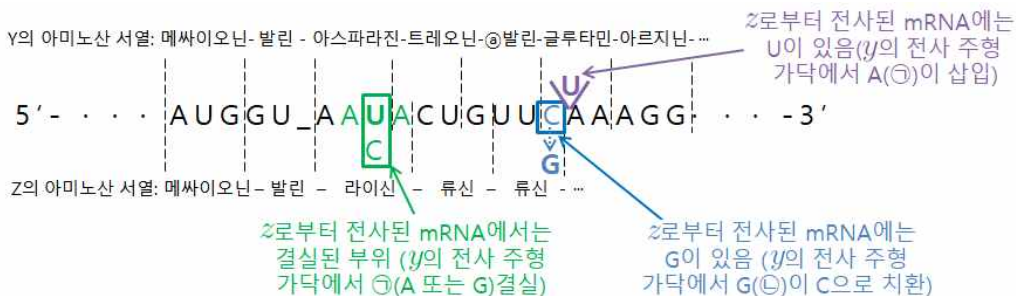 z로부터 전사된 mRNA에는
U이 있음(y의 전사 주형
가닥에서 A(㉠)이 삽입)
Y의 아미노산 서열: 메싸이오닌- 발린 - 아스파라진-트레오닌-ⓐ발린-글루타민-아르지닌- ···
U
5′- · · · AUGGU_AAUACUGUUCAAAGG· · · -3′
C
G
Z의 아미노산 서열: 메싸이오닌 – 발린 – 라이신 – 류신 – 류신 - ···
z로부터 전사된 mRNA에서는
결실된 부위 (y의 전사 주형
가닥에서 ㉠(A 또는 G)결실)
z로부터 전사된 mRNA에는
G이 있음 (y의 전사 주형
가닥에서 G(㉡)이 C으로 치환)